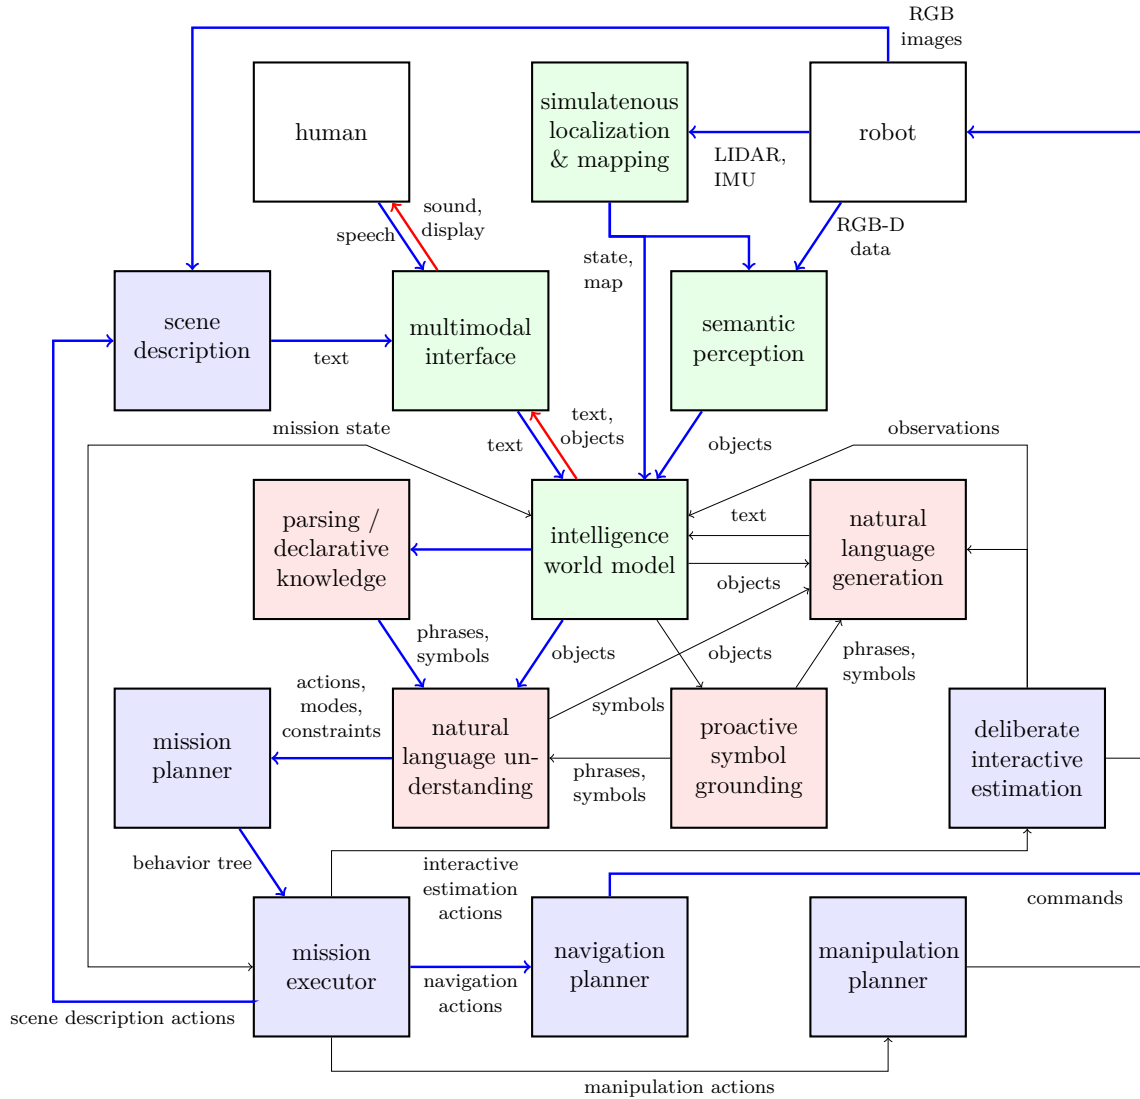 RGB
images
human
simulatenous
localization
& mapping
robot
LIDAR,
IMU
sound,
display
speech
RGB-D
data
state,
map
scene
description
text
multimodal
interface
semantic
perception
mission state
text
text,
objects
objects
observations
parsing /
declarative
knowledge
intelligence
world model
text
objects
natural
language
generation
phrases,
symbols
objects
objects
phrases,
symbols
actions,
modes,
constraints
symbols
mission
planner
natural
language un-
derstanding
phrases,
symbols
proactive
symbol
grounding
deliberate
interactive
estimation
behavior tree
interactive
estimation
actions
commands
mission
executor
navigation
actions
navigation
planner
manipulation
planner
scene description actions
manipulation actions